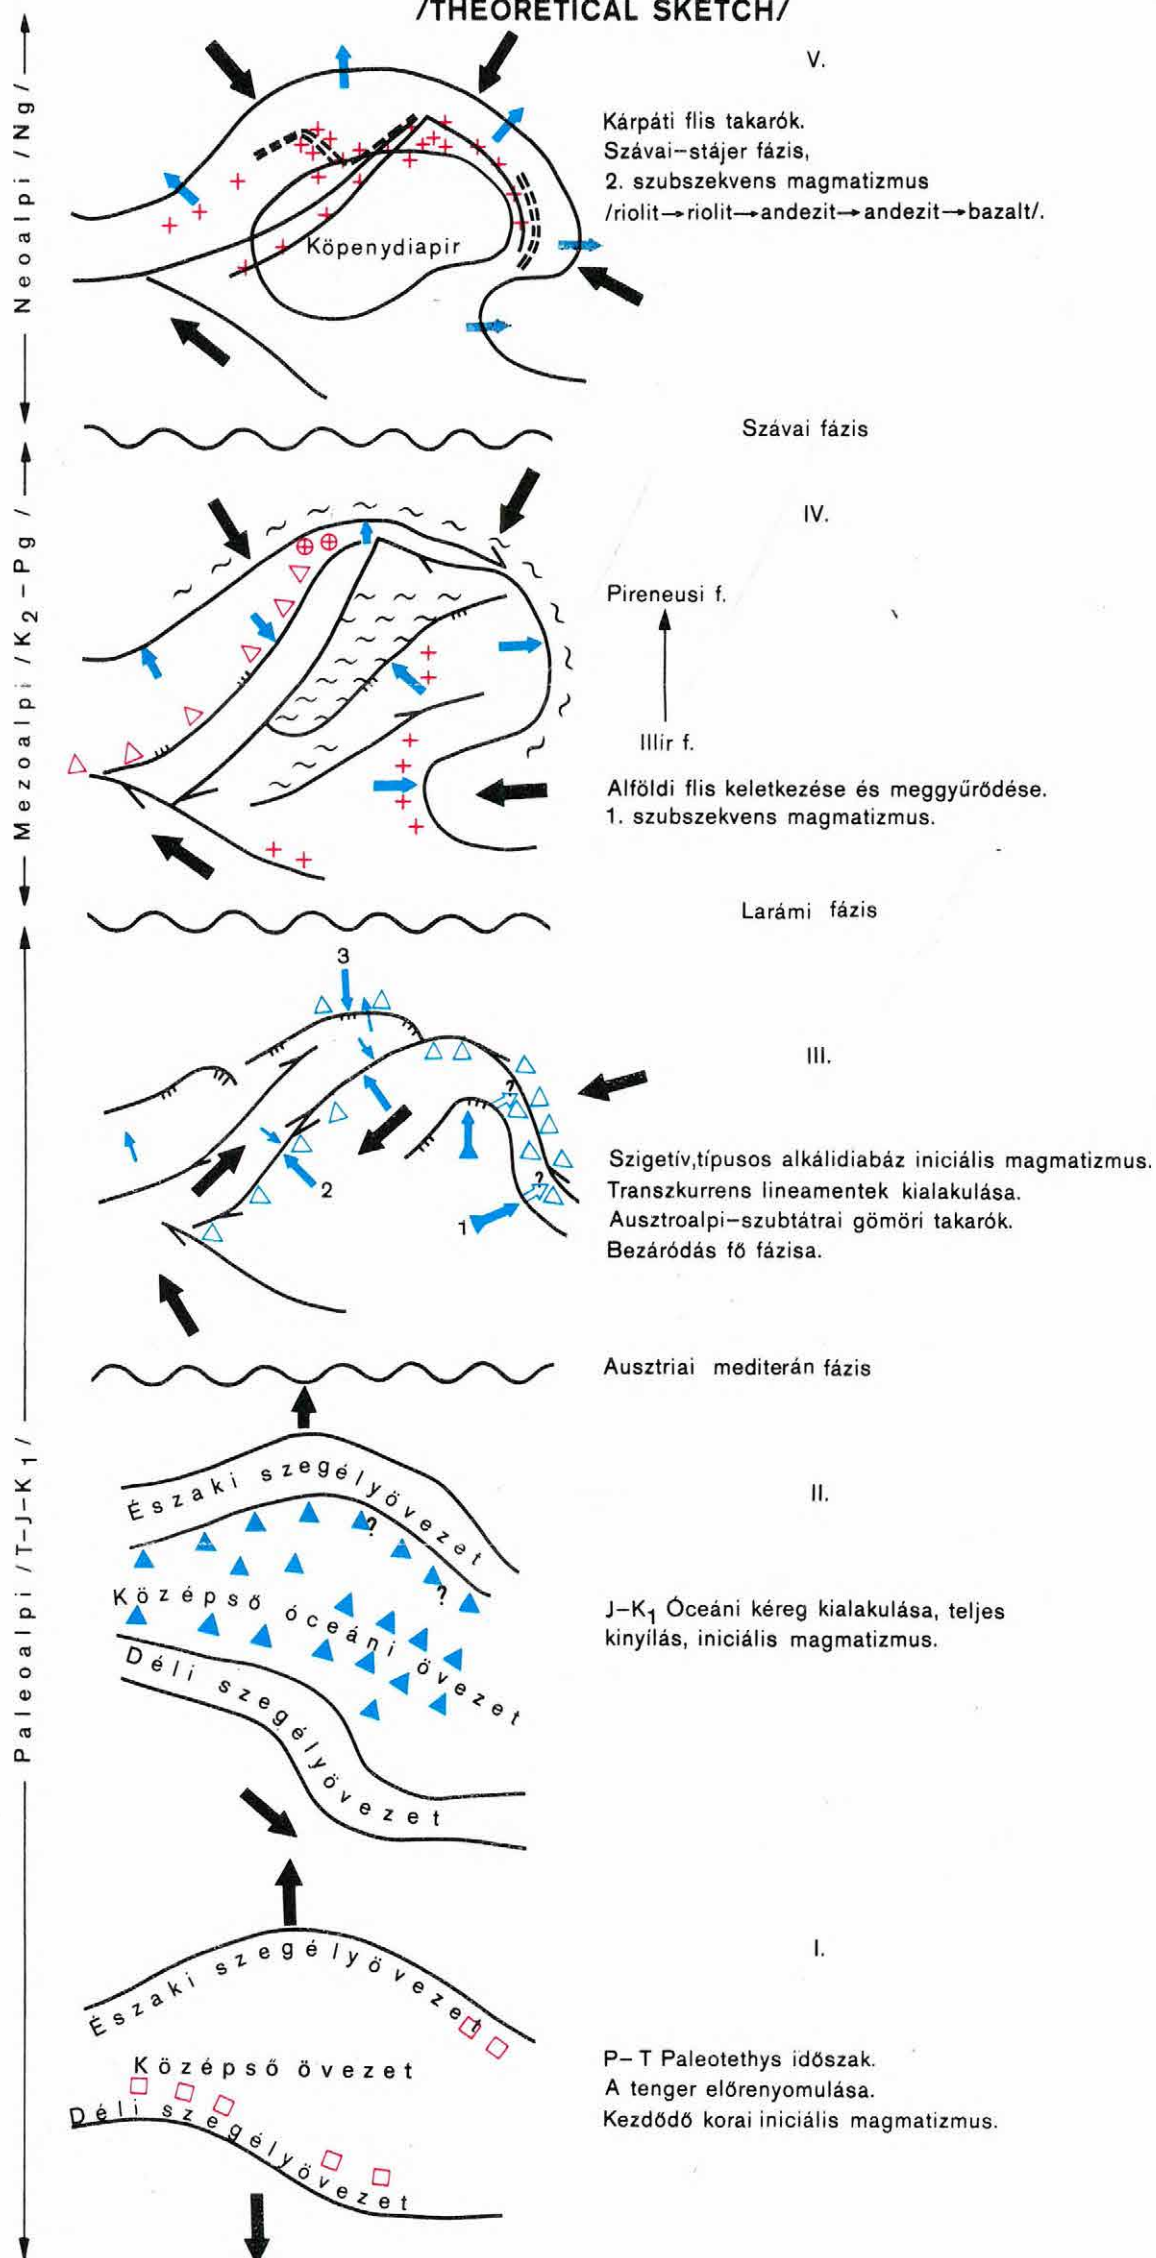 /THEORETICAL SKETCH/
Neoalpi /Ng/
V.
Kárpáti flis takarók.
Szávai–stájer fázis,
2. szubszekvens magmatizmus
/riolit→riolit→andezit→andezit→bazalt/.
Köpenydiapir
Szávai fázis
Mezoalpi /K2–Pg/
IV.
Pireneusi f.
Illír f.
Alföldi flis keletkezése és meggyűrődése.
1. szubszekvens magmatizmus.
Larámi fázis
Paleoalpi /T–J–K1/
3
III.
?
?
2
1
Szigetív,típusos alkálidiabáz iniciális magmatizmus.
Transzkurrens lineamentek kialakulása.
Ausztroalpi–szubtátrai gömöri takarók.
Bezáródás fő fázisa.
Ausztriai mediterán fázis
II.
Északi szegélyövezet
?
?
Középső óceáni övezet
Déli szegélyövezet
J–K1 Óceáni kéreg kialakulása, teljes
kinyílás, iniciális magmatizmus.
I.
Északi szegélyövezet
Középső övezet
Déli szegélyövezet
P–T Paleotethys időszak.
A tenger előrenyomulása.
Kezdődő korai iniciális magmatizmus.